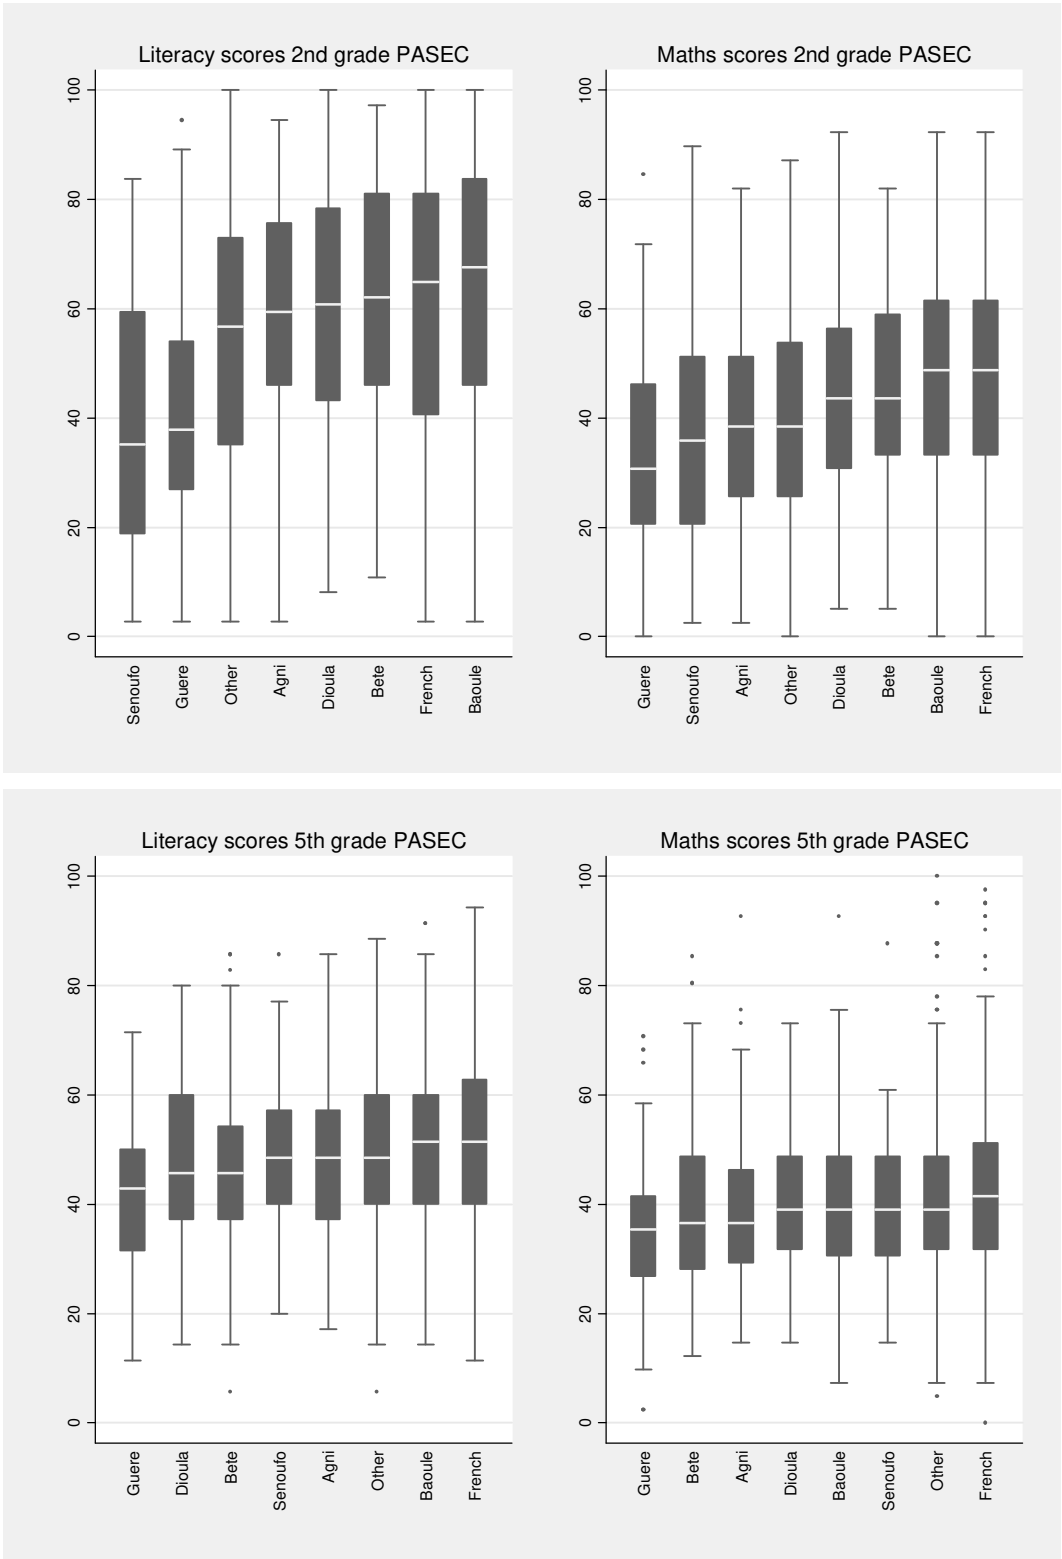 Literacy scores 2nd grade PASEC
100
80
60
40
20
0
Senoufo
Guere
Other
Agni
Dioula
Bete
French
Baoule
Maths scores 2nd grade PASEC
100
80
60
40
20
0
Guere
Senoufo
Agni
Other
Dioula
Bete
Baoule
French
Literacy scores 5th grade PASEC
100
80
60
40
20
0
Guere
Dioula
Bete
Senoufo
Agni
Other
Baoule
French
Maths scores 5th grade PASEC
100
80
60
40
20
0
Guere
Bete
Agni
Dioula
Baoule
Senoufo
Other
French